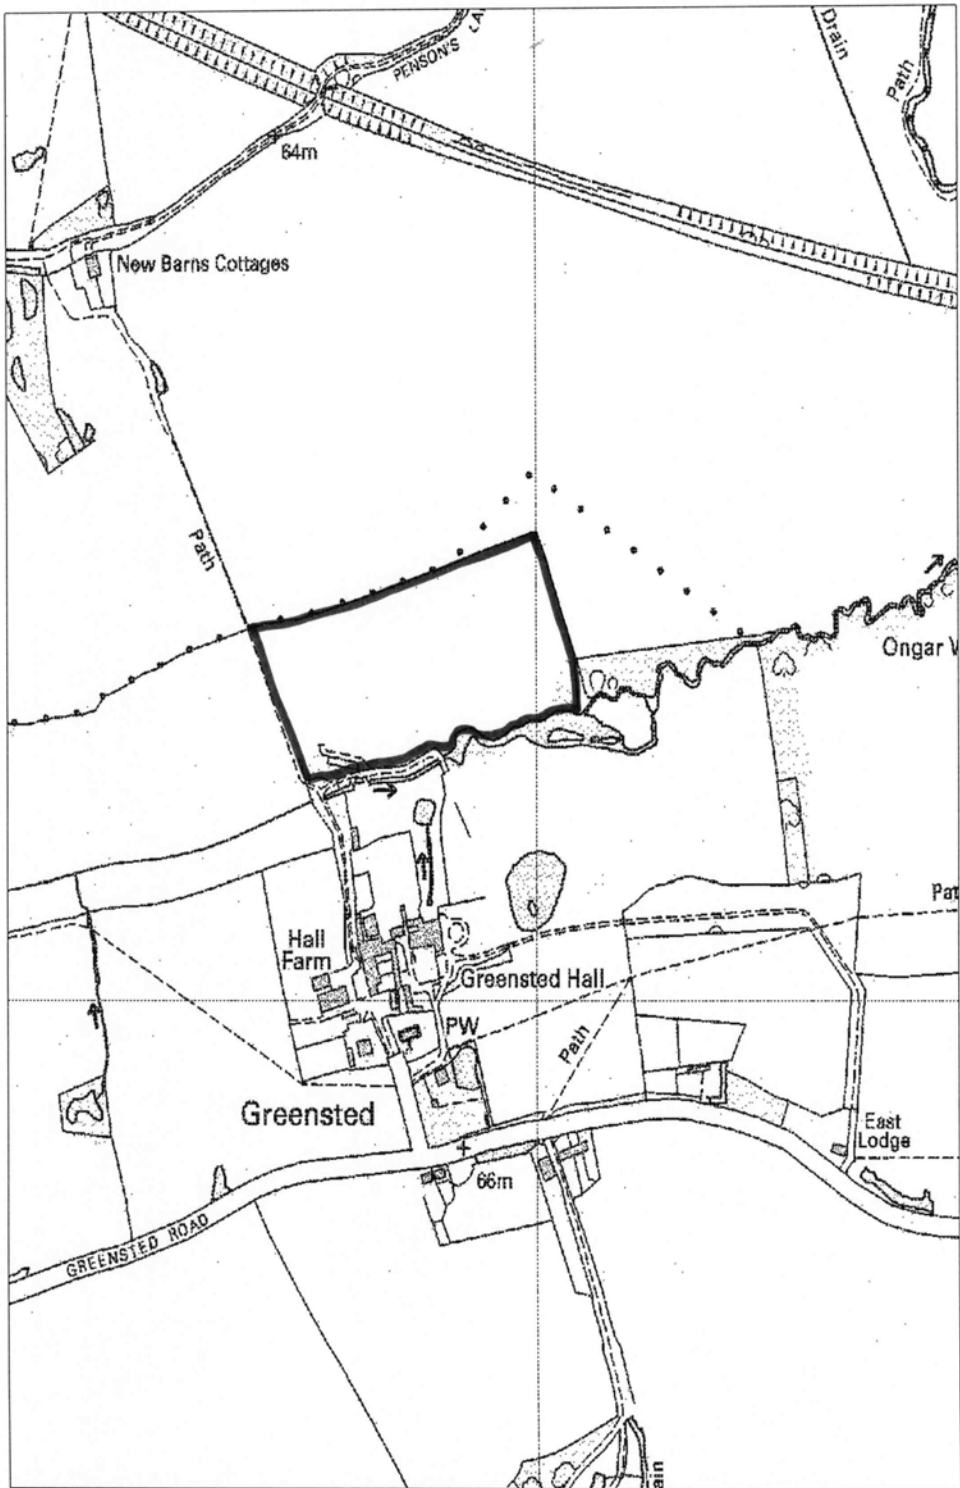 PENSON'S LA
Drain
Path
64m
New Barns Cottages
Path
Ongar W
Hall
Farm
Greensted Hall
Pat
PW
Path
Greensted
East
Lodge
66m
GREENSTED ROAD
ain